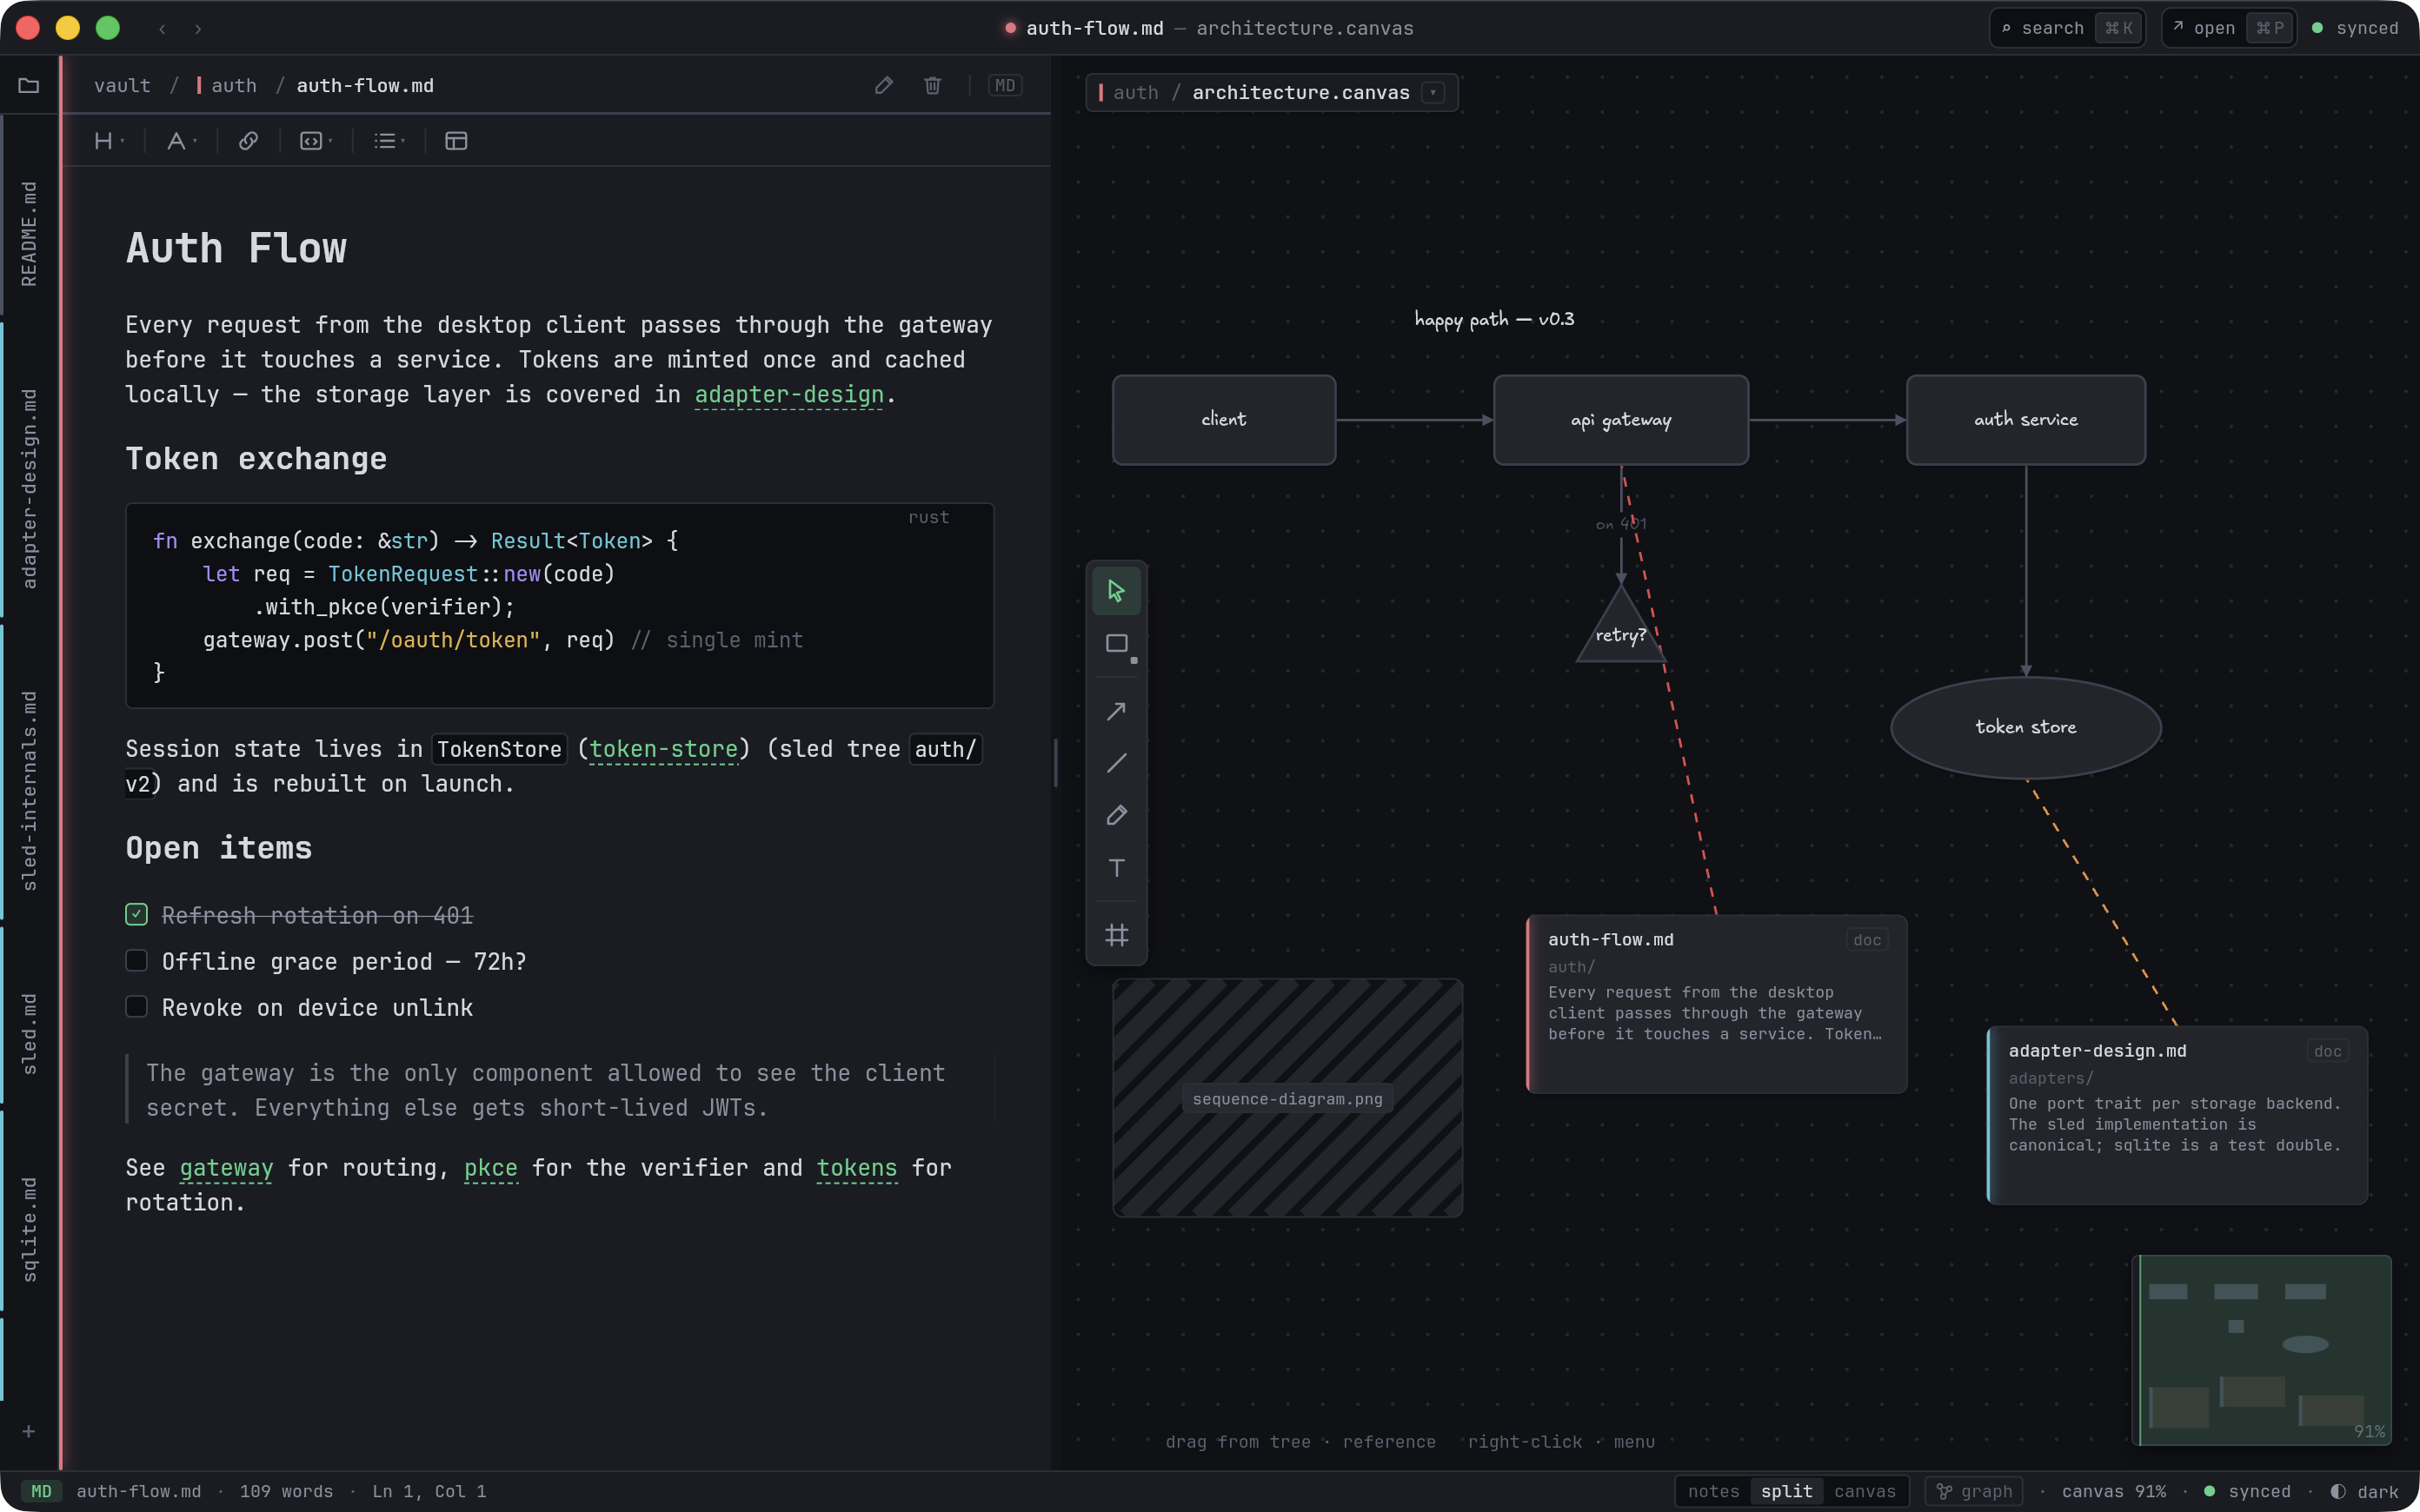 auth-flow.md — architecture.canvas
search ⌘K
open ⌘P
synced
vault / auth / auth-flow.md
MD
README.md
adapter-design.md
sled-internals.md
sled.md
sqlite.md
Auth Flow
Every request from the desktop client passes through the gateway
before it touches a service. Tokens are minted once and cached
locally — the storage layer is covered in adapter-design.
Token exchange
rust
fn exchange(code: &str) -> Result<Token> {
    let req = TokenRequest::new(code)
        .with_pkce(verifier);
    gateway.post("/oauth/token", req) // single mint
}
Session state lives in TokenStore (token-store) (sled tree auth/
v2) and is rebuilt on launch.
Open items
Refresh rotation on 401
Offline grace period — 72h?
Revoke on device unlink
The gateway is the only component allowed to see the client
secret. Everything else gets short-lived JWTs.
See gateway for routing, pkce for the verifier and tokens for
rotation.
auth / architecture.canvas
happy path — v0.3
client
api gateway
auth service
on 401
retry?
token store
T
auth-flow.md doc
auth/
Every request from the desktop
client passes through the gateway
before it touches a service. Token…
sequence-diagram.png
adapter-design.md doc
adapters/
One port trait per storage backend.
The sled implementation is
canonical; sqlite is a test double.
91%
drag from tree · reference right-click · menu
MD auth-flow.md · 109 words · Ln 1, Col 1
notes split canvas graph · canvas 91% · synced · dark